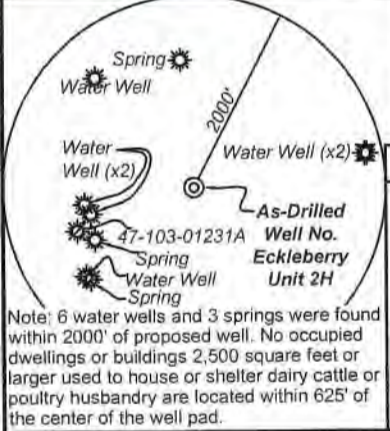 Spring
Water Well
2000'
Water
Well (x2)
Water Well (x2)
47-103-01231A
Spring
Water Well
Spring
As-Drilled
Well No.
Eckleberry
Unit 2H
Note: 6 water wells and 3 springs were found
within 2000' of proposed well. No occupied
dwellings or buildings 2,500 square feet or
larger used to house or shelter dairy cattle or
poultry husbandry are located within 625' of
the center of the well pad.